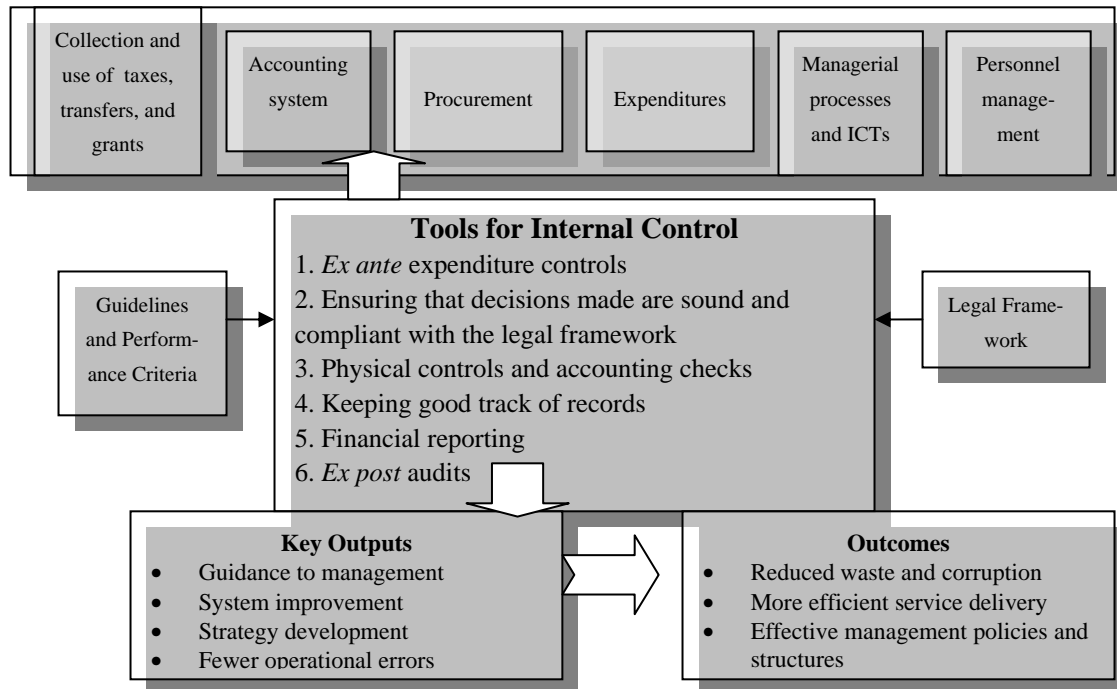 Collection and
use of taxes,
transfers, and
grants
Accounting
system
Procurement
Expenditures
Managerial
processes
and ICTs
Personnel
manage-
ment
Tools for Internal Control
1. Ex ante expenditure controls
2. Ensuring that decisions made are sound and
compliant with the legal framework
3. Physical controls and accounting checks
4. Keeping good track of records
5. Financial reporting
6. Ex post audits
Guidelines
and Perform-
ance Criteria
Legal Frame-
work
Key Outputs
• Guidance to management
• System improvement
• Strategy development
• Fewer operational errors
Outcomes
• Reduced waste and corruption
• More efficient service delivery
• Effective management policies and
structures